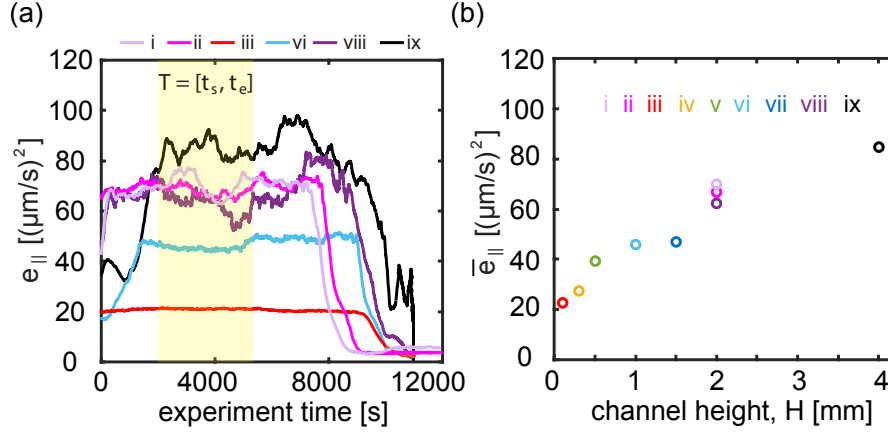 (a)
i ii iii vi viii ix
T = [t_s, t_e]
e_|| [(μm/s)^2]
120
100
80
60
40
20
0
0 4000 8000 12000
experiment time [s]
(b)
i ii iii iv v vi vii viii ix
e̅_|| [(μm/s)^2]
120
100
80
60
40
20
0
0 1 2 3 4
channel height, H [mm]